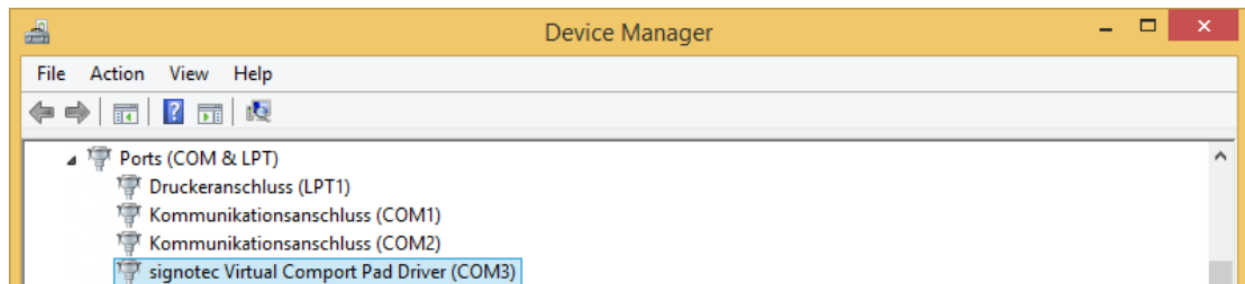 Device Manager
File Action View Help
Ports (COM & LPT)
Druckeranschluss (LPT1)
Kommunikationsanschluss (COM1)
Kommunikationsanschluss (COM2)
signotec Virtual Comport Pad Driver (COM3)